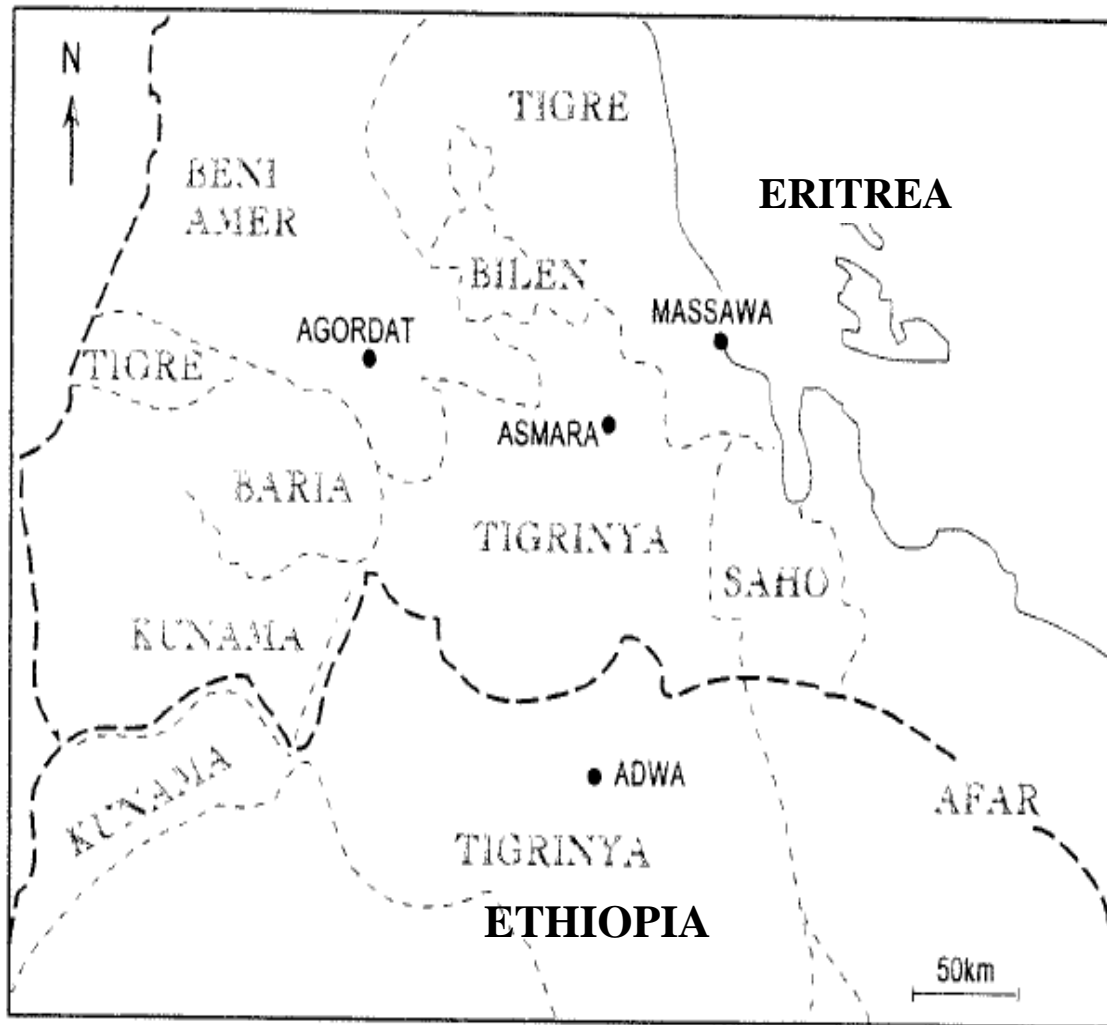 N
TIGRE
BENI
AMER
ERITREA
BILEN
MASSAWA
AGORDAT
TIGRE
ASMARA
BARIA
TIGRINYA
SAHO
KUNAMA
KUNAMA
ADWA
AFAR
TIGRINYA
ETHIOPIA
50km